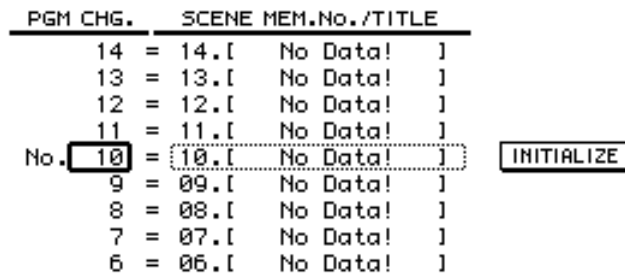 PGM CHG. SCENE MEM.No./TITLE
14 = 14.[ No Data! ]
13 = 13.[ No Data! ]
12 = 12.[ No Data! ]
11 = 11.[ No Data! ]
No. 10 = 10.[ No Data! ] INITIALIZE
9 = 09.[ No Data! ]
8 = 08.[ No Data! ]
7 = 07.[ No Data! ]
6 = 06.[ No Data! ]